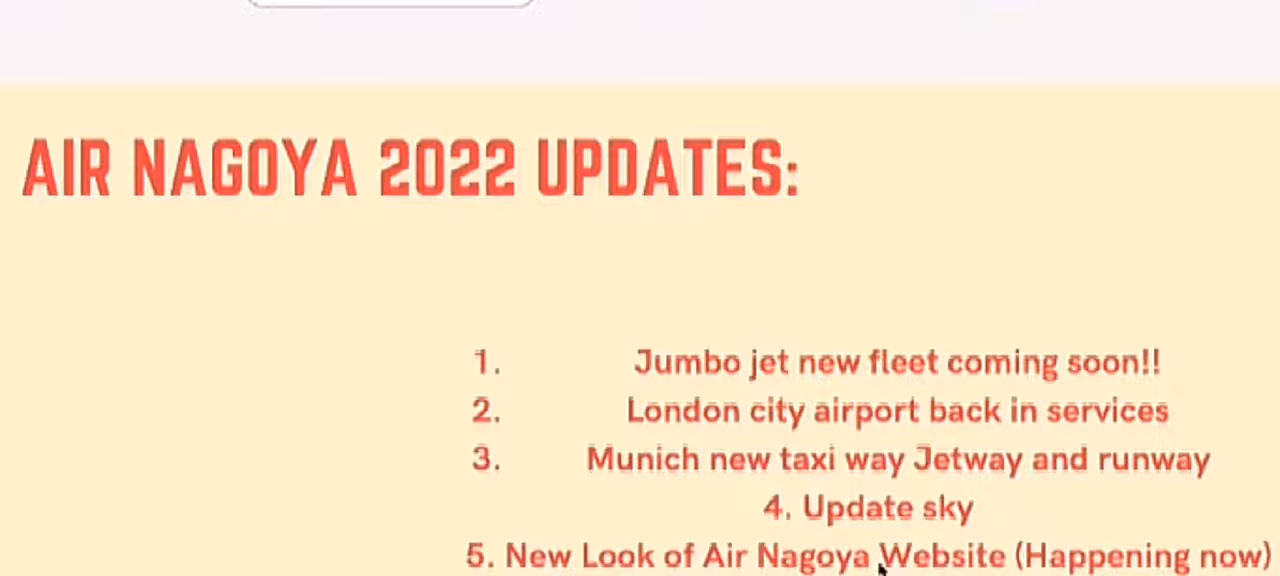 AIR NAGOYA 2022 UPDATES:
1. Jumbo jet new fleet coming soon!!
2. London city airport back in services
3. Munich new taxi way Jetway and runway
4. Update sky
5. New Look of Air Nagoya Website (Happening now)